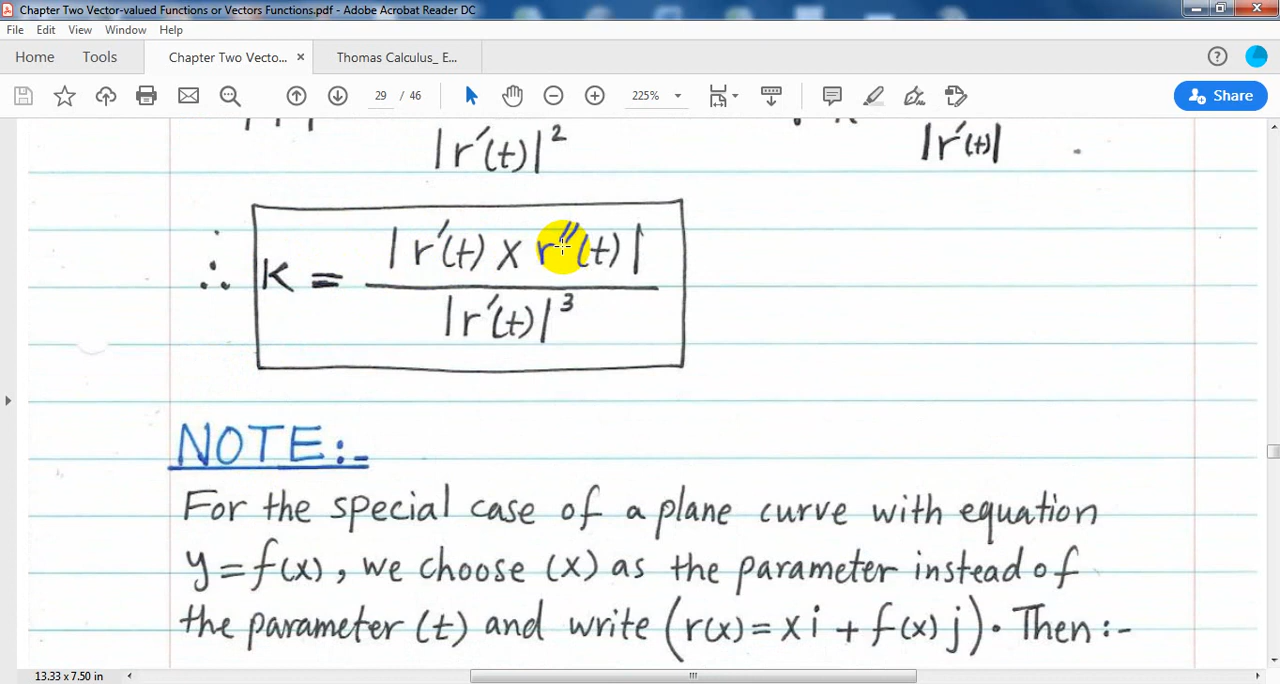 Chapter Two Vector-valued Functions or Vectors Functions.pdf - Adobe Acrobat Reader DC
File Edit View Window Help
Home Tools Chapter Two Vecto... × Thomas Calculus_ E...
29 / 46 225% Share
|r′(t)|² |r′(t)| .
∴ K = |r′(t) × r″(t)|
|r′(t)|³
NOTE:-
For the special case of a plane curve with equation
y = f(x), we choose (x) as the parameter instead of
the parameter (t) and write (r(x) = x i + f(x) j). Then :-
13.33 x 7.50 in